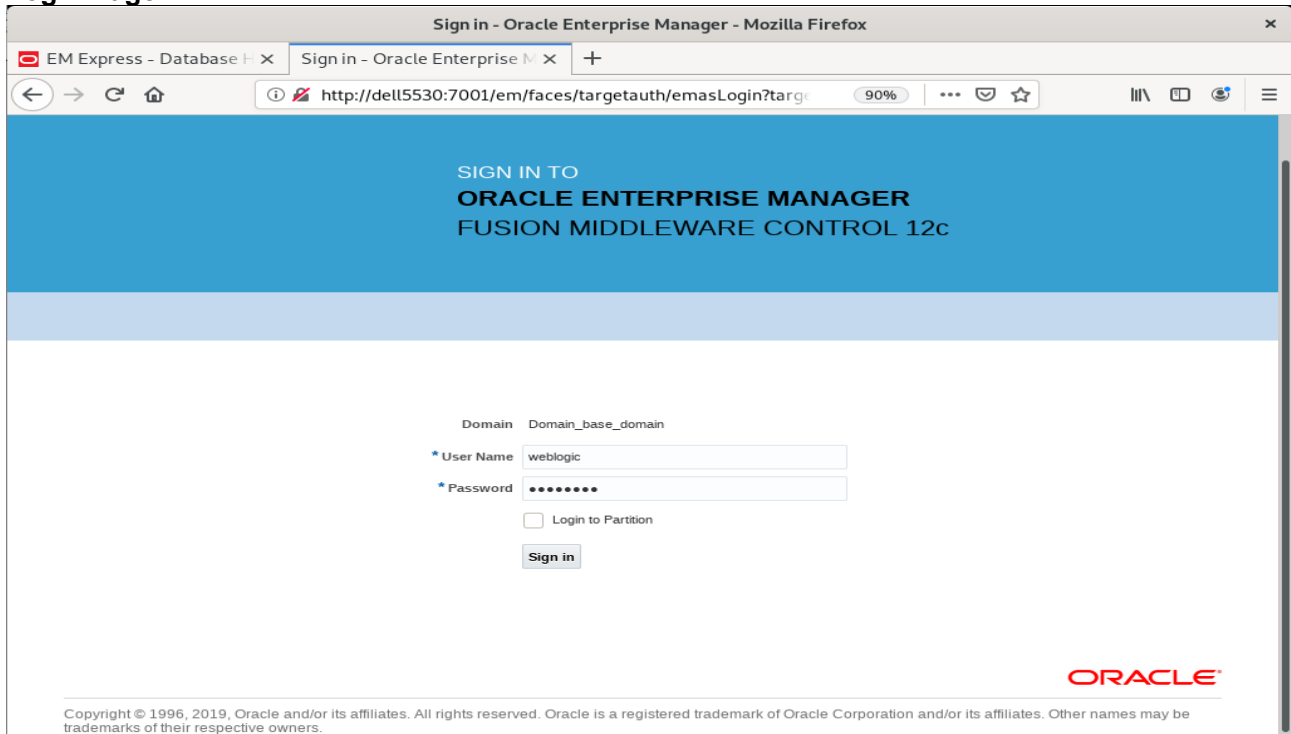 Sign in - Oracle Enterprise Manager - Mozilla Firefox
EM Express - Database H
Sign in - Oracle Enterprise M
http://dell5530:7001/em/faces/targetauth/emasLogin?targe
90%
SIGN IN TO
ORACLE ENTERPRISE MANAGER
FUSION MIDDLEWARE CONTROL 12c
Domain Domain_base_domain
* User Name weblogic
* Password ••••••••
Login to Partition
Sign in
ORACLE
Copyright © 1996, 2019, Oracle and/or its affiliates. All rights reserved. Oracle is a registered trademark of Oracle Corporation and/or its affiliates. Other names may be
trademarks of their respective owners.